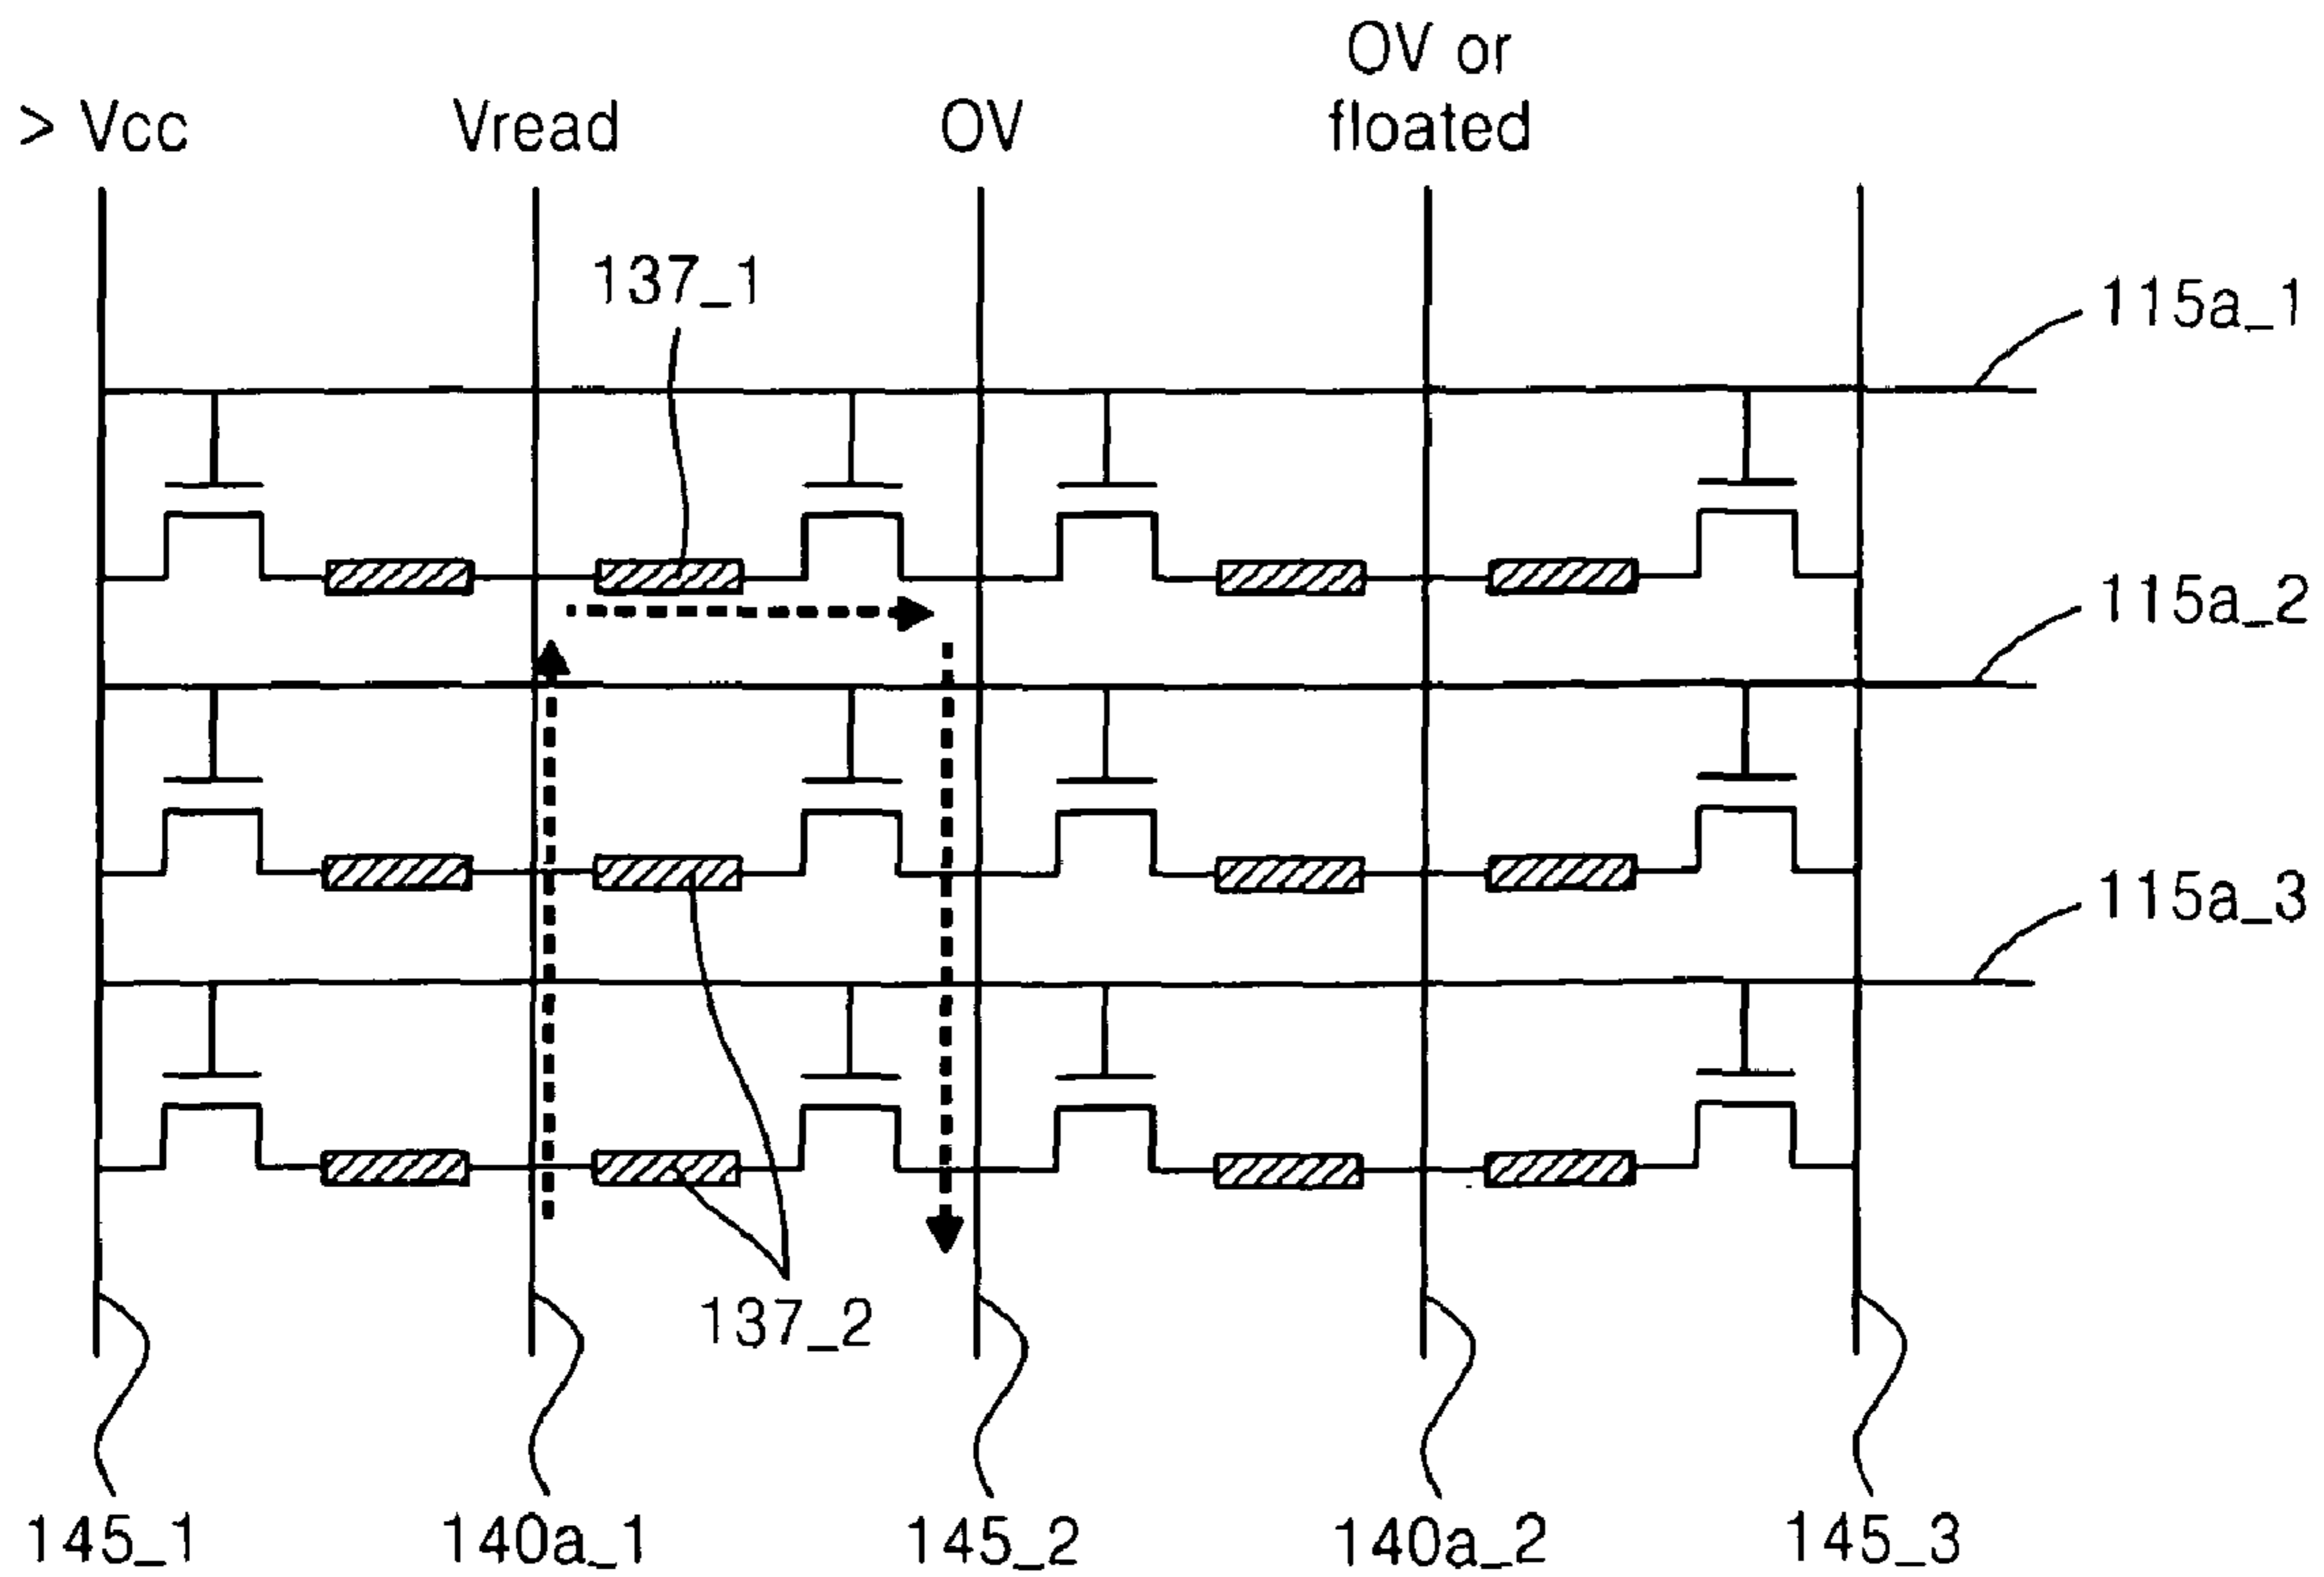 OV or
> Vcc Vread OV floated
137_1
115a_1
115a_2
115a_3
137_2
145_1 140a_1 145_2 140a_2 145_3